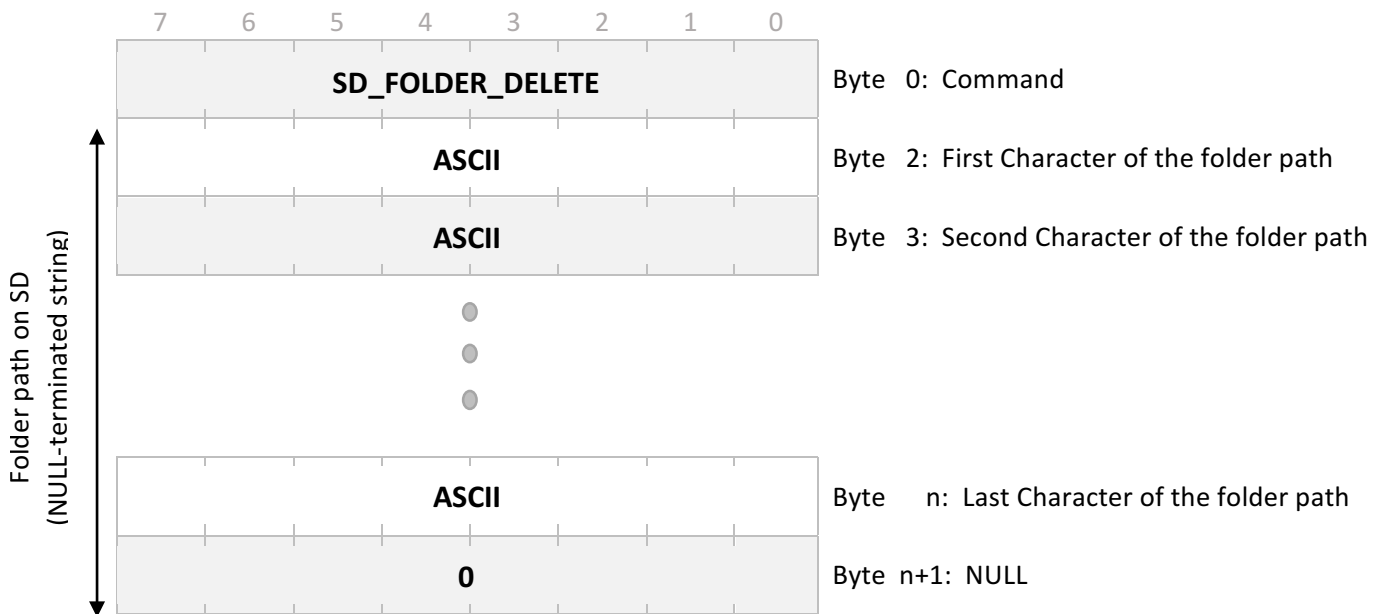 7 6 5 4 3 2 1 0
SD_FOLDER_DELETE Byte 0: Command
ASCII Byte 2: First Character of the folder path
ASCII Byte 3: Second Character of the folder path
Folder path on SD
(NULL-terminated string)
ASCII Byte n: Last Character of the folder path
0 Byte n+1: NULL